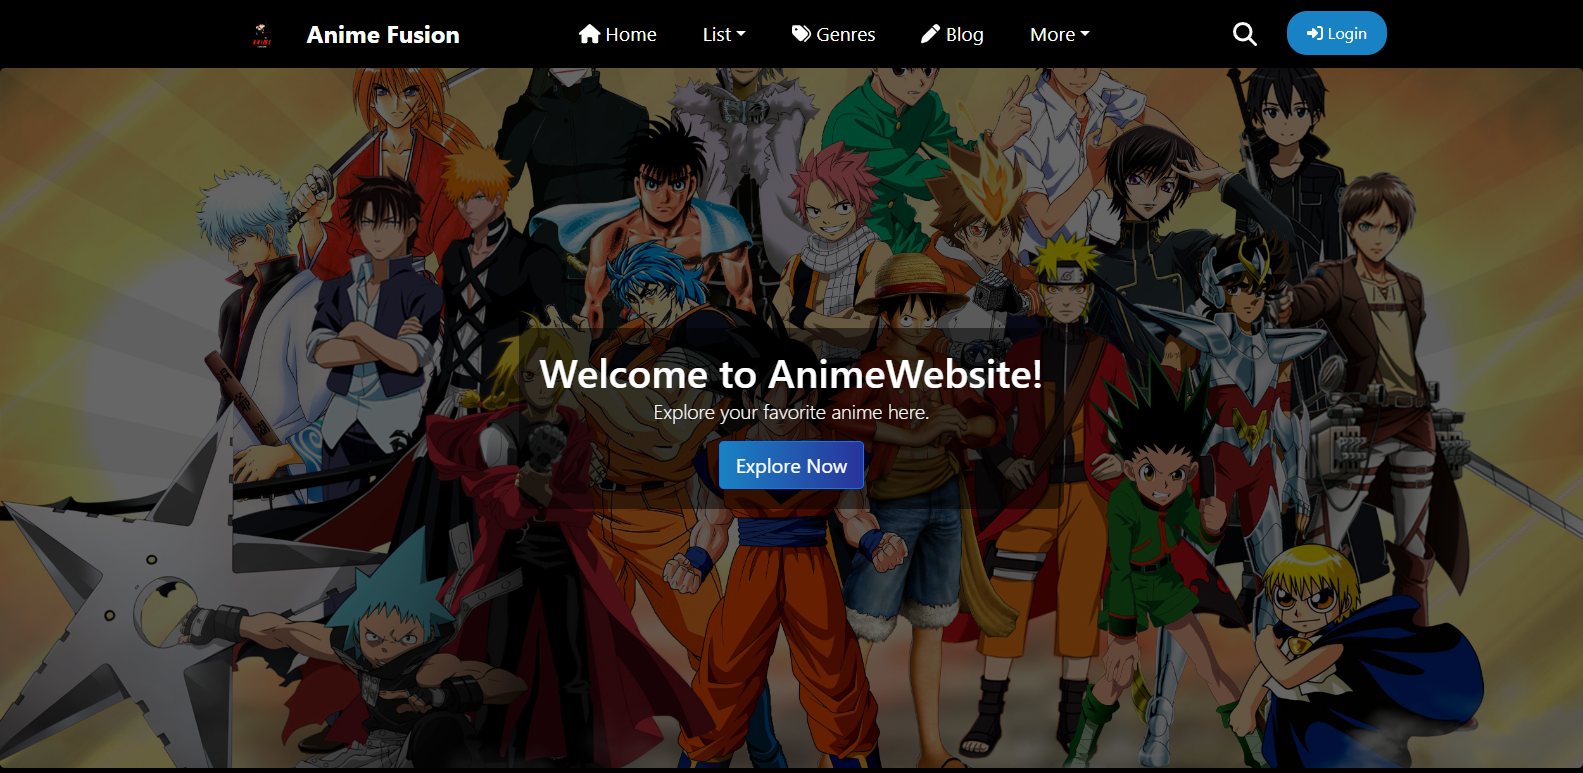 Anime Fusion
Home
List
Genres
Blog
More
Login
Welcome to AnimeWebsite!
Explore your favorite anime here.
Explore Now